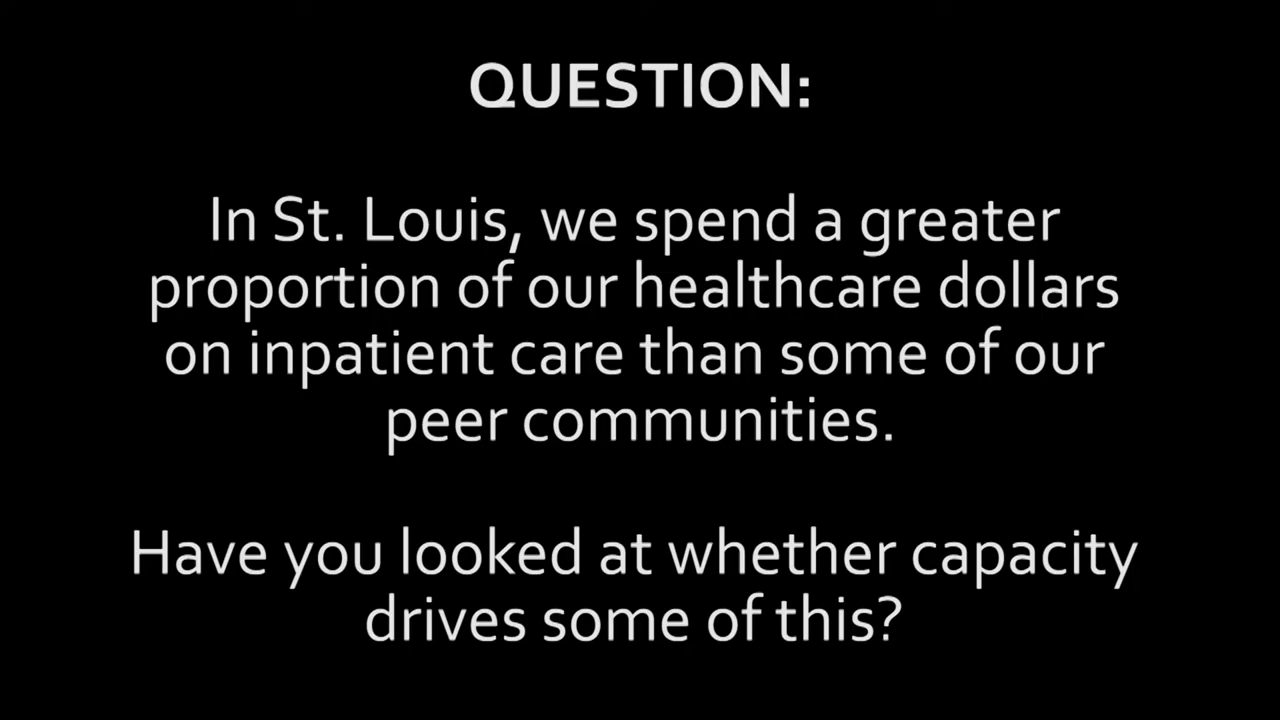 QUESTION:
In St. Louis, we spend a greater
proportion of our healthcare dollars
on inpatient care than some of our
peer communities.
Have you looked at whether capacity
drives some of this?